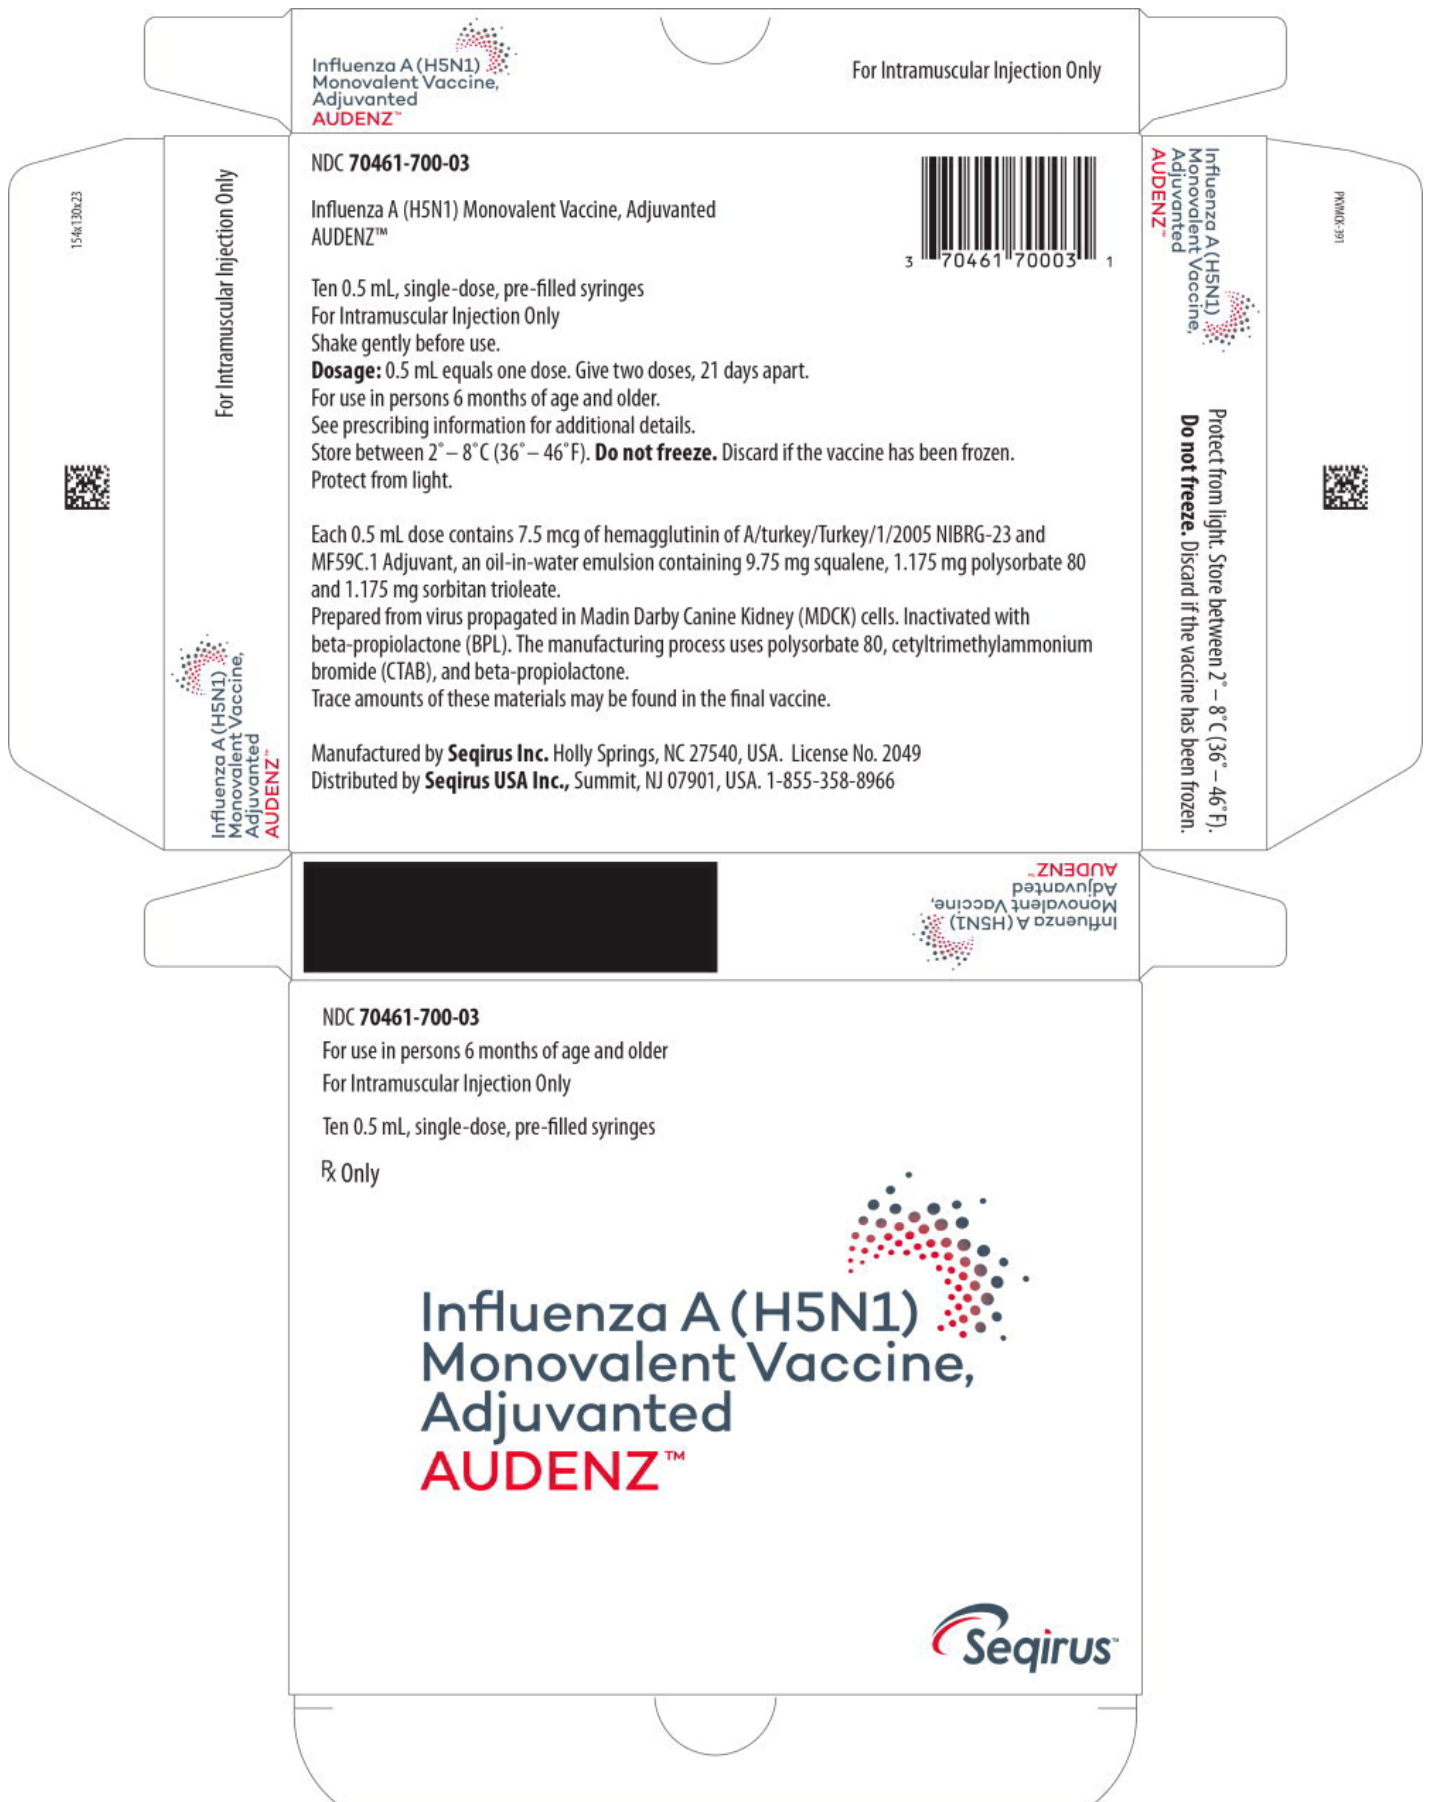 Influenza A (H5N1)
Monovalent Vaccine,
Adjuvanted
AUDENZ™
For Intramuscular Injection Only
154x130x23
For Intramuscular Injection Only
Influenza A (H5N1)
Monovalent Vaccine,
Adjuvanted
AUDENZ™
NDC 70461-700-03
Influenza A (H5N1) Monovalent Vaccine, Adjuvanted
AUDENZ™
3 70461 70003 1
Ten 0.5 mL, single-dose, pre-filled syringes
For Intramuscular Injection Only
Shake gently before use.
Dosage: 0.5 mL equals one dose. Give two doses, 21 days apart.
For use in persons 6 months of age and older.
See prescribing information for additional details.
Store between 2˚ – 8˚C (36˚ – 46˚F). Do not freeze. Discard if the vaccine has been frozen.
Protect from light.
Each 0.5 mL dose contains 7.5 mcg of hemagglutinin of A/turkey/Turkey/1/2005 NIBRG-23 and
MF59C.1 Adjuvant, an oil-in-water emulsion containing 9.75 mg squalene, 1.175 mg polysorbate 80
and 1.175 mg sorbitan trioleate.
Prepared from virus propagated in Madin Darby Canine Kidney (MDCK) cells. Inactivated with
beta-propiolactone (BPL). The manufacturing process uses polysorbate 80, cetyltrimethylammonium
bromide (CTAB), and beta-propiolactone.
Trace amounts of these materials may be found in the final vaccine.
Manufactured by Seqirus Inc. Holly Springs, NC 27540, USA. License No. 2049
Distributed by Seqirus USA Inc., Summit, NJ 07901, USA. 1-855-358-8966
Influenza A (H5N1)
Monovalent Vaccine,
Adjuvanted
AUDENZ™
Protect from light. Store between 2˚ – 8˚C (36˚ – 46˚F).
Do not freeze. Discard if the vaccine has been frozen.
Influenza A (H5N1)
Monovalent Vaccine,
Adjuvanted
AUDENZ™
NDC 70461-700-03
For use in persons 6 months of age and older
For Intramuscular Injection Only
Ten 0.5 mL, single-dose, pre-filled syringes
℞ Only
Influenza A (H5N1)
Monovalent Vaccine,
Adjuvanted
AUDENZ™
Seqirus™